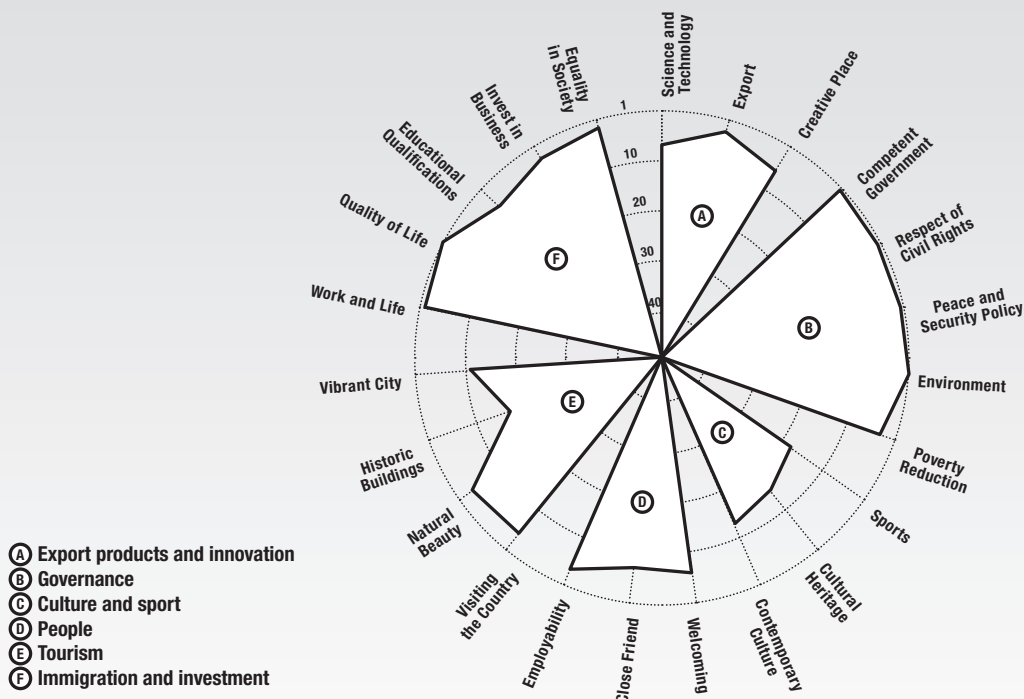 Science and
Technology
Export
Creative Place
Competent
Government
Respect of
Civil Rights
Peace and
Security Policy
Environment
Poverty
Reduction
Sports
Cultural
Heritage
Contemporary
Culture
Welcoming
Close Friend
Employability
Visiting
the Country
Natural
Beauty
Historic
Buildings
Vibrant City
Work and Life
Quality of Life
Educational
Qualifications
Invest in
Business
Equality
in Society
1
10
20
30
40
A
B
C
D
E
F
A Export products and innovation
B Governance
C Culture and sport
D People
E Tourism
F Immigration and investment